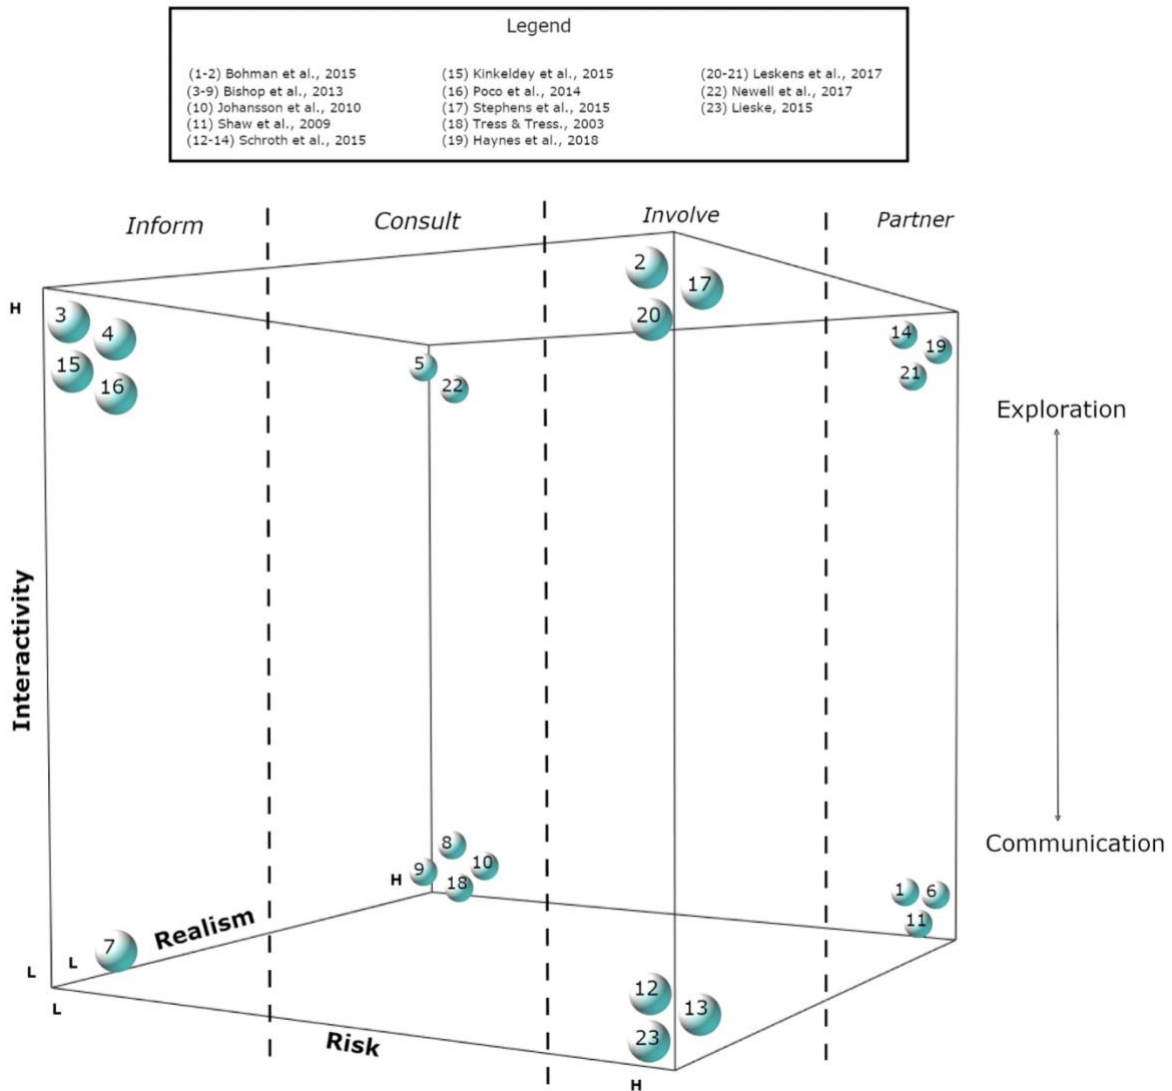 Legend
(1-2) Bohman et al., 2015
(3-9) Bishop et al., 2013
(10) Johansson et al., 2010
(11) Shaw et al., 2009
(12-14) Schroth et al., 2015
(15) Kinkeldey et al., 2015
(16) Poco et al., 2014
(17) Stephens et al., 2015
(18) Tress & Tress., 2003
(19) Haynes et al., 2018
(20-21) Leskens et al., 2017
(22) Newell et al., 2017
(23) Lieske, 2015
Inform
Consult
Involve
Partner
H
2
17
20
3
4
15
16
5
22
14
19
21
Exploration
Interactivity
Communication
8
9
10
18
H
1
6
11
Realism
7
L
L
L
12
13
23
Risk
H